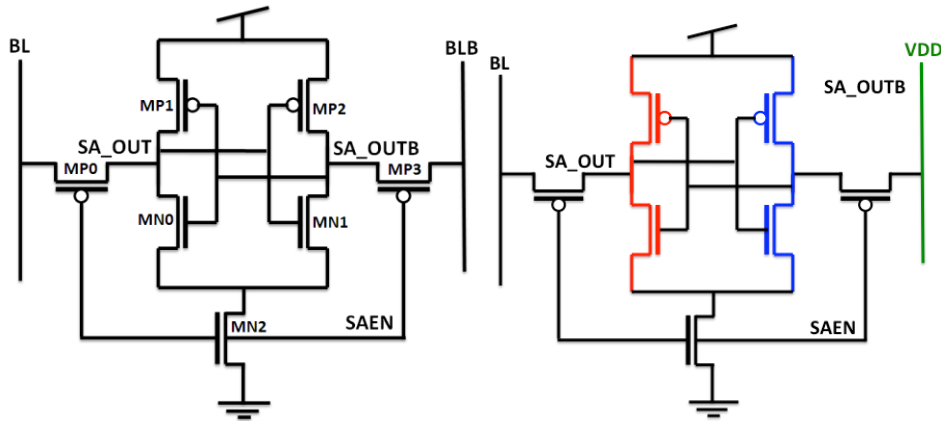 BL
BLB
MP1
MP2
SA_OUT
SA_OUTB
MP0
MP3
MN0
MN1
MN2
SAEN
BL
VDD
SA_OUTB
SA_OUT
SAEN